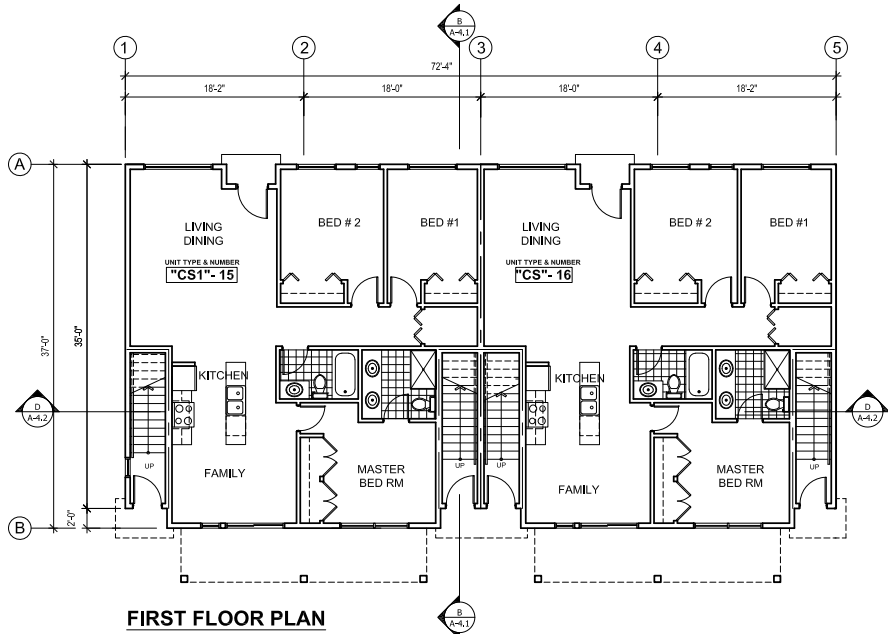 B
A-4.1
1
2
3
4
5
72'-4"
18'-2"
18'-0"
18'-0"
18'-2"
A
BED # 2
BED #1
BED # 2
BED #1
LIVING
DINING
LIVING
DINING
UNIT TYPE & NUMBER
"CS1"- 15
UNIT TYPE & NUMBER
"CS"- 16
37'-0"
35'-0"
KITCHEN
KITCHEN
D
A-4.2
D
A-4.2
UP
UP
UP
UP
FAMILY
MASTER
BED RM
FAMILY
MASTER
BED RM
2'-0"
B
B
A-4.1
FIRST FLOOR PLAN